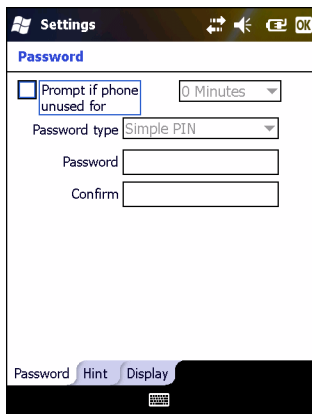 Settings
OK
Password
Prompt if phone
unused for
0 Minutes
Password type
Simple PIN
Password
Confirm
Password
Hint
Display